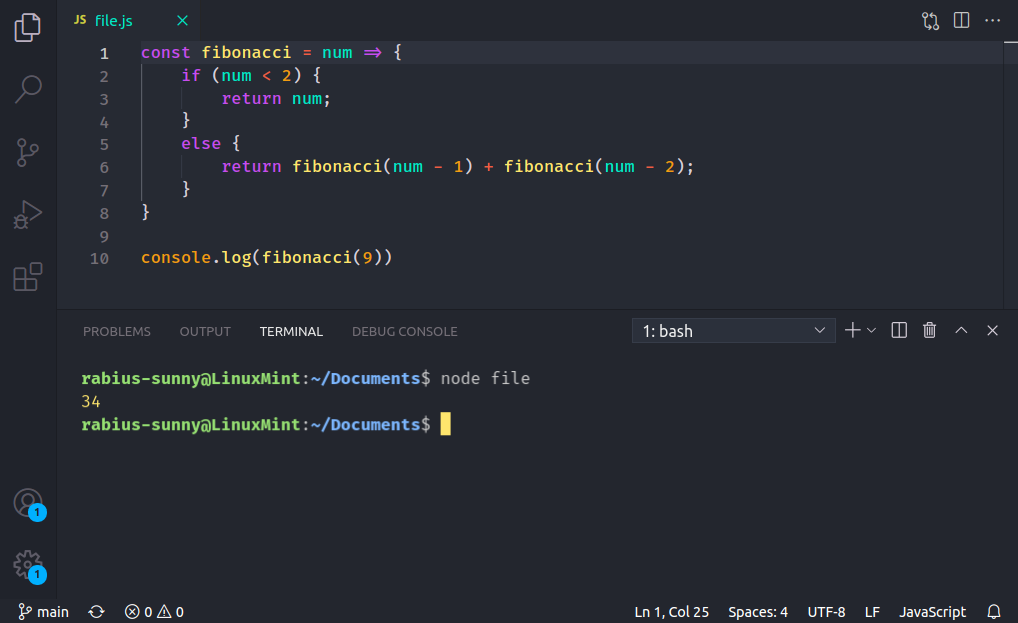 JS file.js
1 const fibonacci = num => {
2 if (num < 2) {
3 return num;
4 }
5 else {
6 return fibonacci(num - 1) + fibonacci(num - 2);
7 }
8 }
9
10 console.log(fibonacci(9))
PROBLEMS OUTPUT TERMINAL DEBUG CONSOLE 1: bash
rabius-sunny@LinuxMint:~/Documents$ node file
34
rabius-sunny@LinuxMint:~/Documents$
1
1
main 0 0 Ln 1, Col 25 Spaces: 4 UTF-8 LF JavaScript